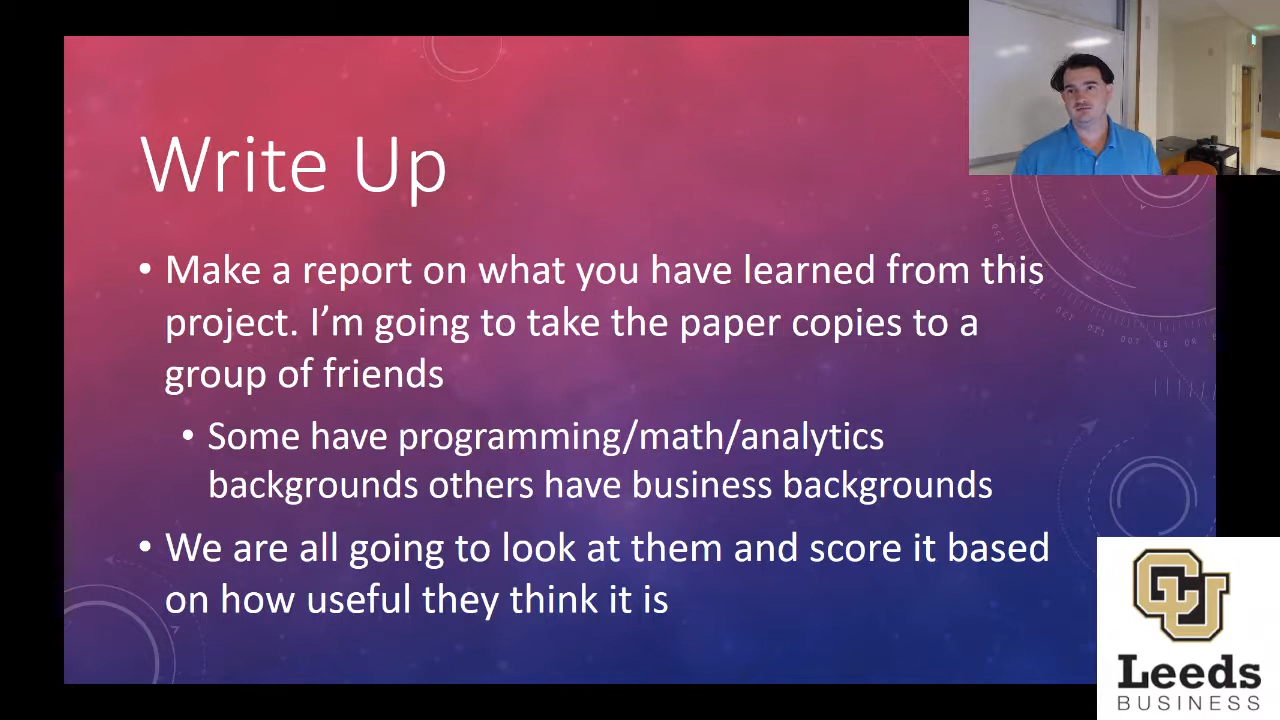 Write Up
• Make a report on what you have learned from this
project. I’m going to take the paper copies to a
group of friends
• Some have programming/math/analytics
backgrounds others have business backgrounds
• We are all going to look at them and score it based
on how useful they think it is
CU
Leeds
BUSINESS